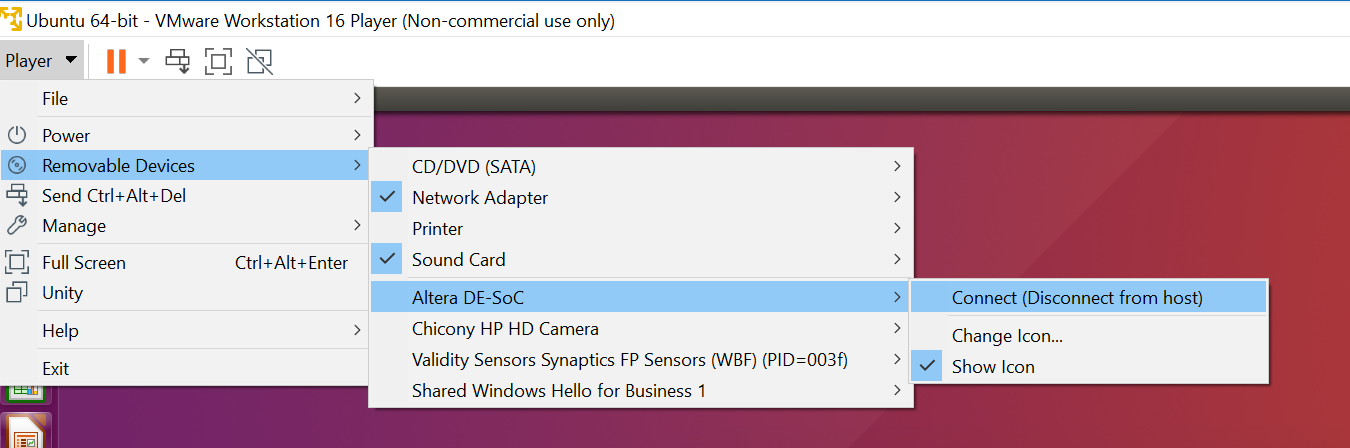 Ubuntu 64-bit - VMware Workstation 16 Player (Non-commercial use only)
Player
File
Power
Removable Devices
Send Ctrl+Alt+Del
Manage
Full Screen Ctrl+Alt+Enter
Unity
Help
Exit
CD/DVD (SATA)
Network Adapter
Printer
Sound Card
Altera DE-SoC
Chicony HP HD Camera
Validity Sensors Synaptics FP Sensors (WBF) (PID=003f)
Shared Windows Hello for Business 1
Connect (Disconnect from host)
Change Icon...
Show Icon